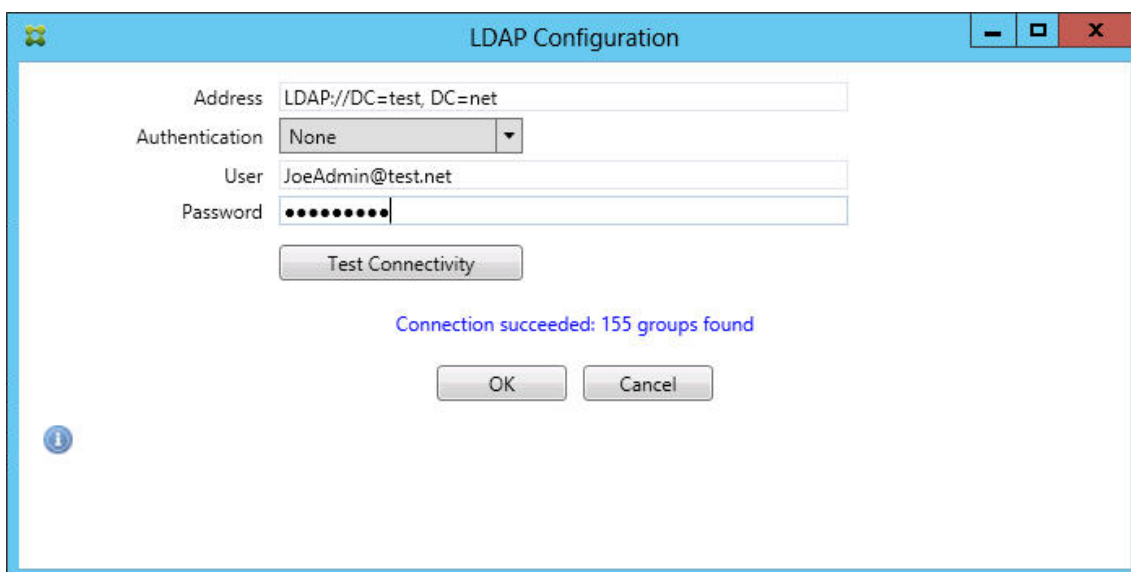 LDAP Configuration
Address LDAP://DC=test, DC=net
Authentication None
User JoeAdmin@test.net
Password •••••••••
Test Connectivity
Connection succeeded: 155 groups found
OK Cancel